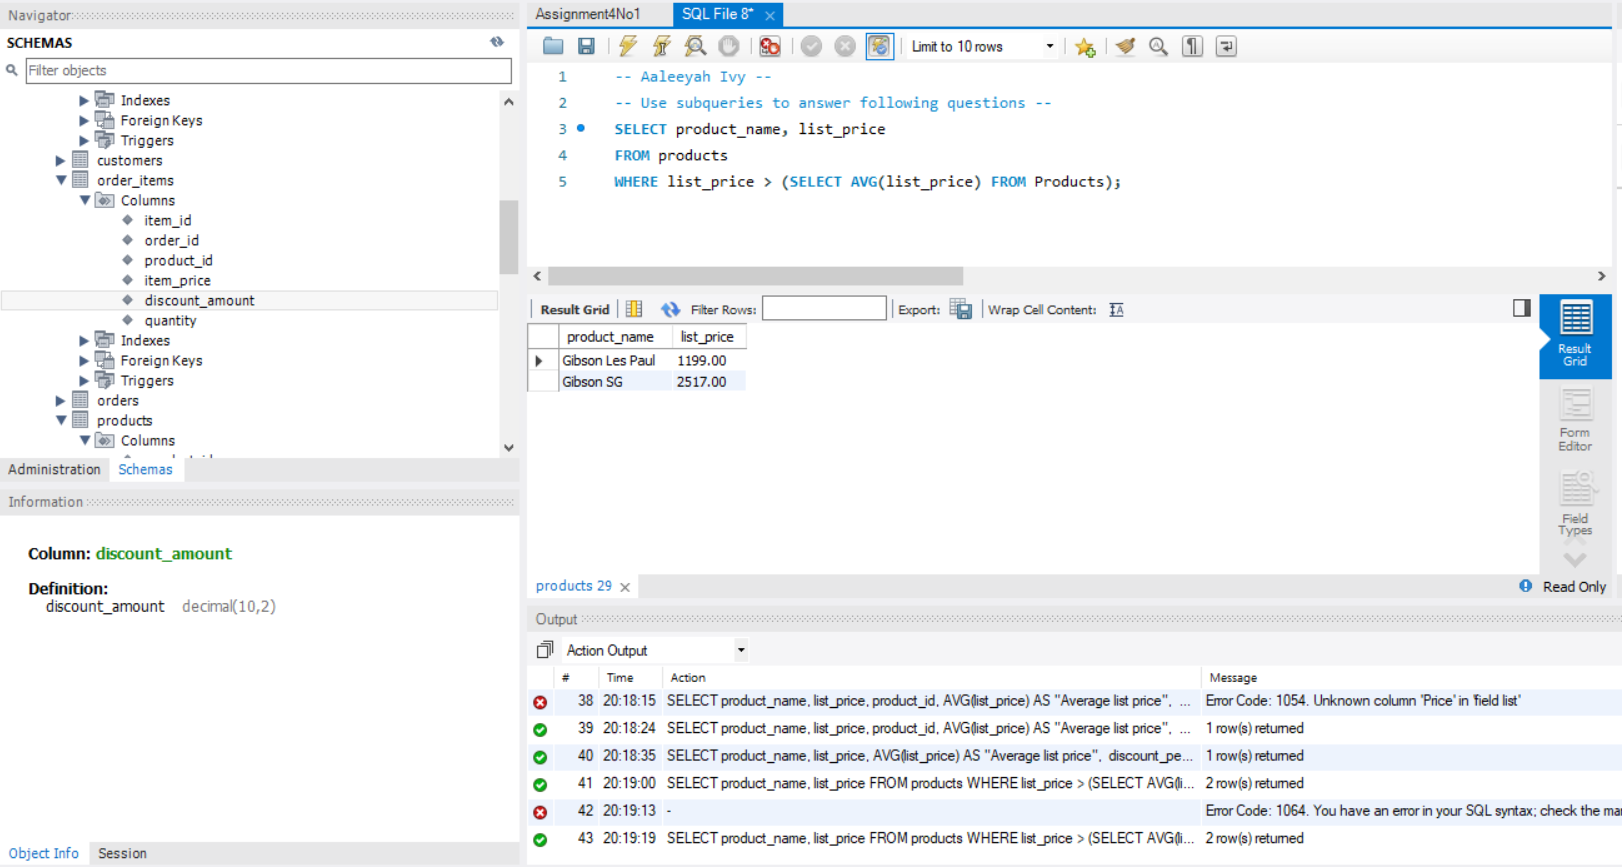 Navigator
SCHEMAS
Filter objects
Indexes
Foreign Keys
Triggers
customers
order_items
Columns
item_id
order_id
product_id
item_price
discount_amount
quantity
Indexes
Foreign Keys
Triggers
orders
products
Columns
Administration Schemas
Information
Column: discount_amount
Definition:
discount_amount decimal(10,2)
Object Info Session
Assignment4No1 SQL File 8*
Limit to 10 rows
1 -- Aaleeyah Ivy --
2 -- Use subqueries to answer following questions --
3 SELECT product_name, list_price
4 FROM products
5 WHERE list_price > (SELECT AVG(list_price) FROM Products);
Result Grid Filter Rows: Export: Wrap Cell Content:
product_name list_price
Gibson Les Paul 1199.00
Gibson SG 2517.00
Result
Grid
Form
Editor
Field
Types
products 29 Read Only
Output
Action Output
# Time Action Message
38 20:18:15 SELECT product_name, list_price, product_id, AVG(list_price) AS "Average list price", ... Error Code: 1054. Unknown column 'Price' in 'field list'
39 20:18:24 SELECT product_name, list_price, product_id, AVG(list_price) AS "Average list price", ... 1 row(s) returned
40 20:18:35 SELECT product_name, list_price, AVG(list_price) AS "Average list price", discount_pe... 1 row(s) returned
41 20:19:00 SELECT product_name, list_price FROM products WHERE list_price > (SELECT AVG(li... 2 row(s) returned
42 20:19:13 - Error Code: 1064. You have an error in your SQL syntax; check the ma
43 20:19:19 SELECT product_name, list_price FROM products WHERE list_price > (SELECT AVG(li... 2 row(s) returned